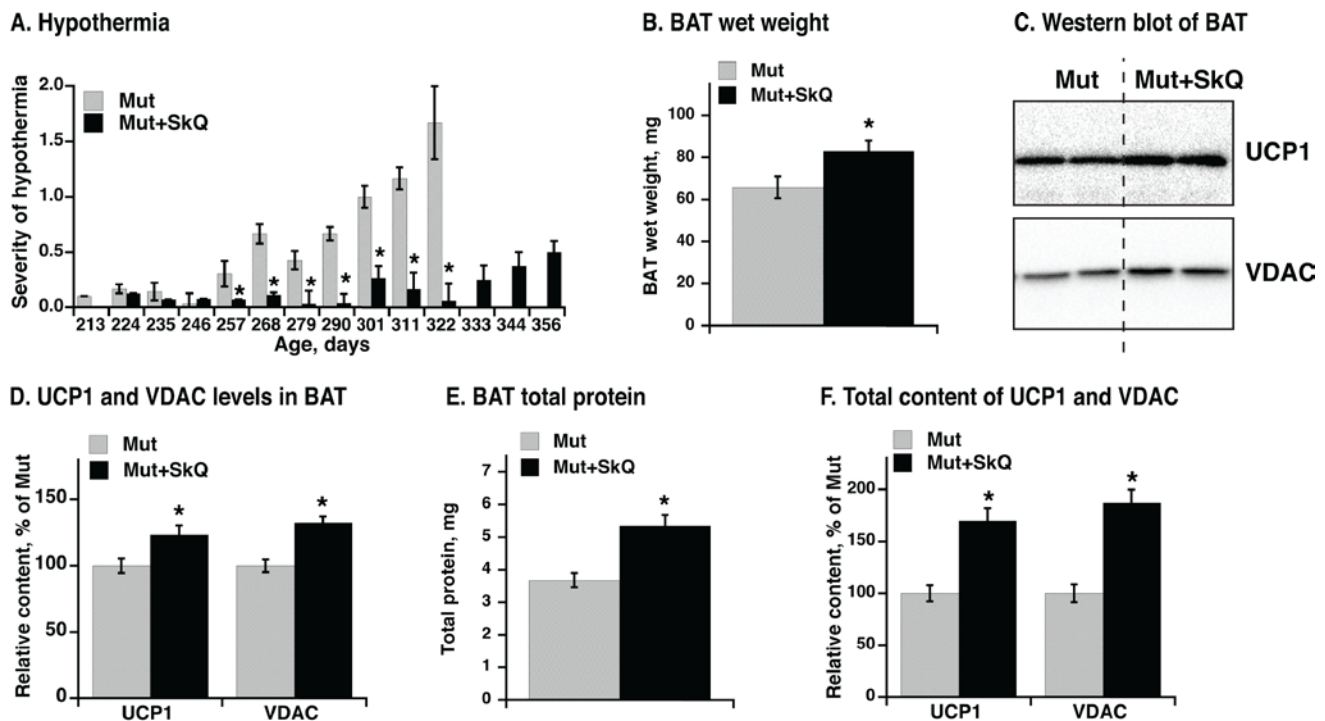 A. Hypothermia
Severity of hypothermia
2.0
1.5
1.0
0.5
0.0
Mut
Mut+SkQ
* * * * * * *
213 224 235 246 257 268 279 290 301 311 322 333 344 356
Age, days
B. BAT wet weight
Mut
Mut+SkQ
BAT wet weight, mg
100
80
60
40
20
0
*
C. Western blot of BAT
Mut Mut+SkQ
UCP1
VDAC
D. UCP1 and VDAC levels in BAT
Mut
Mut+SkQ
Relative content, % of Mut
150
100
50
0
* *
UCP1 VDAC
E. BAT total protein
Mut
Mut+SkQ
Total protein, mg
7
6
5
4
3
2
1
0
*
F. Total content of UCP1 and VDAC
Mut
Mut+SkQ
Relative content, % of Mut
200
150
100
50
0
* *
UCP1 VDAC